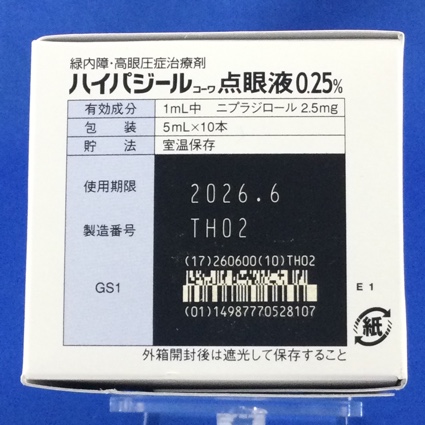 緑内障・高眼圧症治療剤
ハイパジールコーワ点眼液0.25%
有効成分 1mL中 ニプラジロール 2.5mg
包装 5mL×10本
貯法 室温保存
使用期限 2026.6
製造番号 TH02
(17)260600(10)TH02
GS1
(01)14987770528107
E 1
紙
外箱開封後は遮光して保存すること